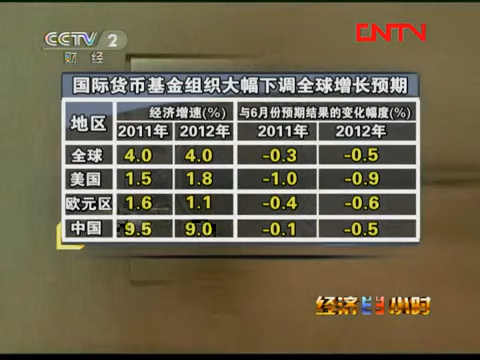 CCTV 2
财经
CNTV
国际货币基金组织大幅下调全球增长预期
地区 经济增速(%) 与6月份预期结果的变化幅度(%)
2011年 2012年 2011年 2012年
全球 4.0 4.0 -0.3 -0.5
美国 1.5 1.8 -1.0 -0.9
欧元区 1.6 1.1 -0.4 -0.6
中国 9.5 9.0 -0.1 -0.5
经济半小时